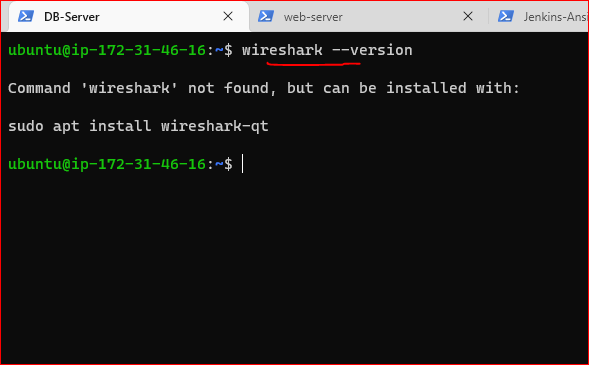 DB-Server
web-server
Jenkins-Ansi
ubuntu@ip-172-31-46-16:~$ wireshark --version
Command 'wireshark' not found, but can be installed with:
sudo apt install wireshark-qt
ubuntu@ip-172-31-46-16:~$